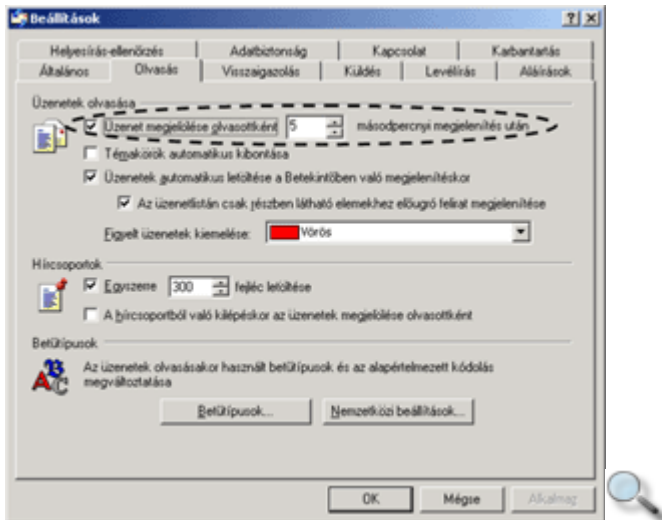 Beállítások
Helyesírás-ellenőrzés Adatbiztonság Kapcsolat Karbantartás
Általános Olvasás Visszaigazolás Küldés Levélírás Aláírások
Üzenetek olvasása
Üzenet megjelölése olvasottként 5 másodpercnyi megjelenítés után
Témakörök automatikus kibontása
Üzenetek automatikus letöltése a Betekintőben való megjelenítéskor
Az üzenetlistán csak részben látható elemekhez előugró felirat megjelenítése
Figyelt üzenetek kiemelése: Vörös
Hírcsoportok
Egyszerre 300 fejléc letöltése
A hírcsoportból való kilépéskor az üzenetek megjelölése olvasottként
Betűtípusok
Az üzenetek olvasásakor használt betűtípusok és az alapértelmezett kódolás
megváltoztatása
Betűtípusok... Nemzetközi beállítások...
OK Mégse Alkalmaz